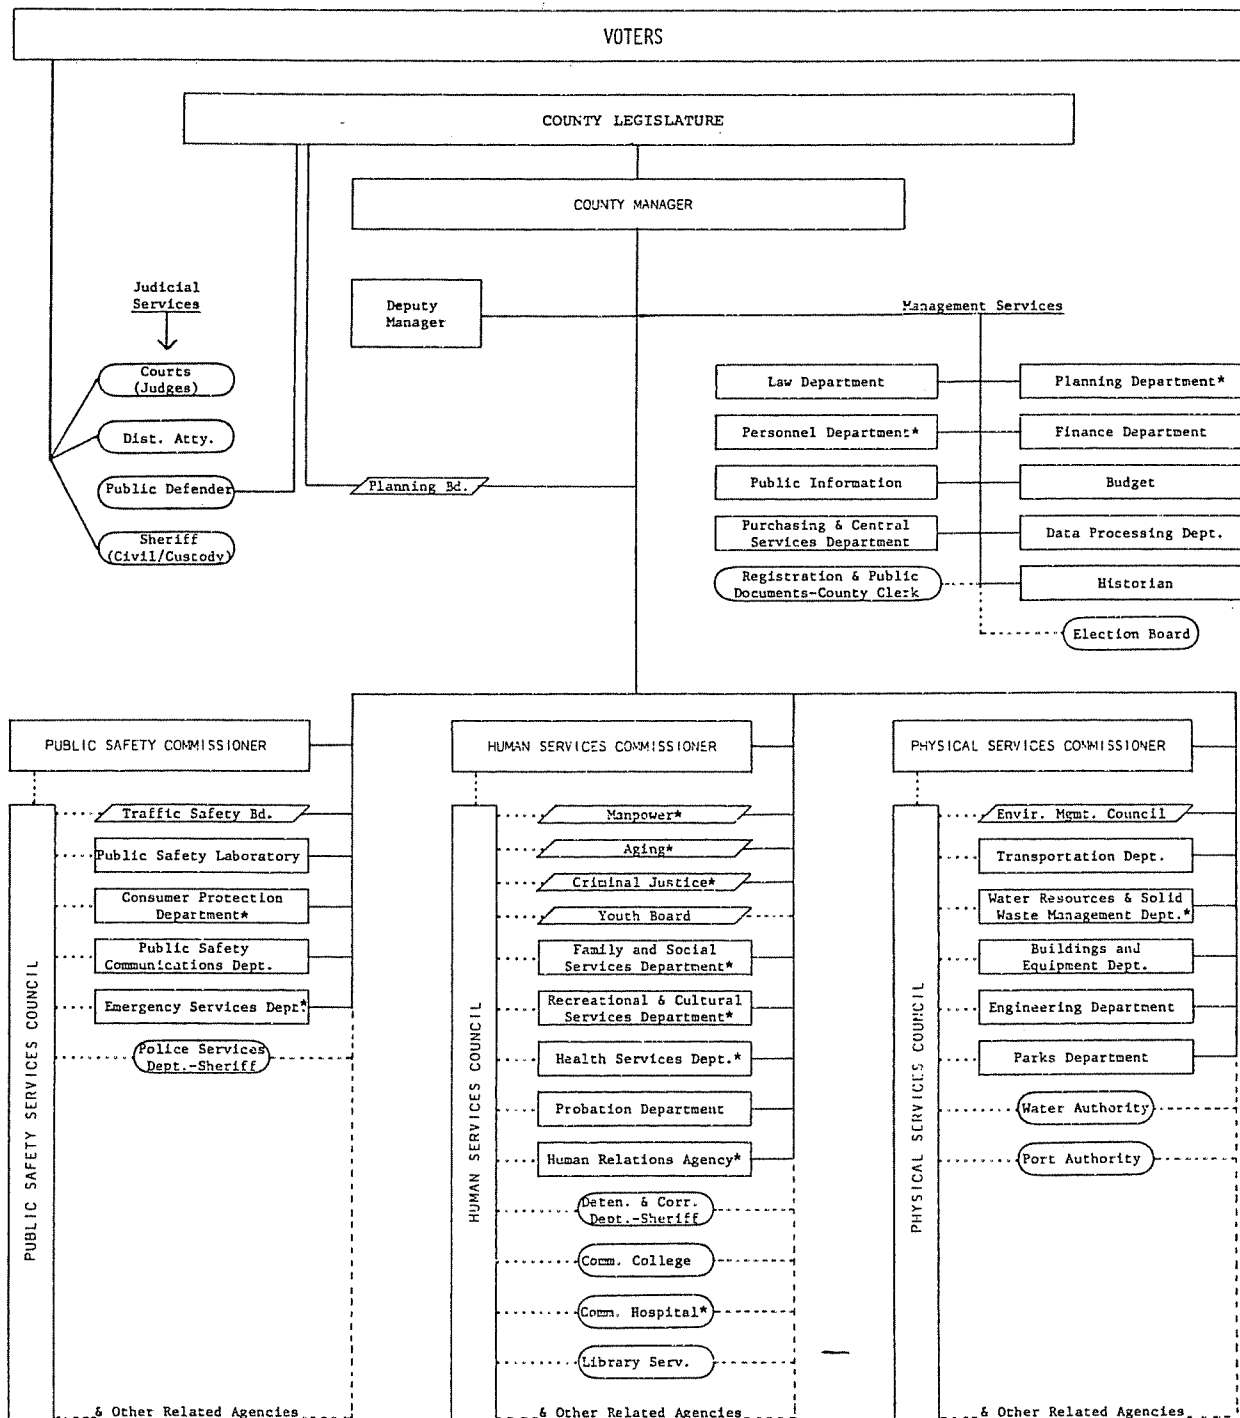 VOTERS
COUNTY LEGISLATURE
COUNTY MANAGER
Judicial
Services
Deputy
Manager
Management Services
Courts
(Judges)
Dist. Atty.
Public Defender
Sheriff
(Civil/Custody)
Planning Bd.
Law Department
Planning Department*
Personnel Department*
Finance Department
Public Information
Budget
Purchasing & Central
Services Department
Data Processing Dept.
Registration & Public
Documents-County Clerk
Historian
Election Board
PUBLIC SAFETY COMMISSIONER
PUBLIC SAFETY SERVICES COUNCIL
Traffic Safety Bd.
Public Safety Laboratory
Consumer Protection
Department*
Public Safety
Communications Dept.
Emergency Services Dept.*
Police Services
Dept.-Sheriff
& Other Related Agencies
HUMAN SERVICES COMMISSIONER
HUMAN SERVICES COUNCIL
Manpower*
Aging*
Criminal Justice*
Youth Board
Family and Social
Services Department*
Recreational & Cultural
Services Department*
Health Services Dept.*
Probation Department
Human Relations Agency*
Deten. & Corr.
Dept.-Sheriff
Comm. College
Comm. Hospital*
Library Serv.
& Other Related Agencies
PHYSICAL SERVICES COMMISSIONER
PHYSICAL SERVICES COUNCIL
Envir. Mgmt. Council
Transportation Dept.
Water Resources & Solid
Waste Management Dept.*
Buildings and
Equipment Dept.
Engineering Department
Parks Department
Water Authority
Port Authority
& Other Related Agencies